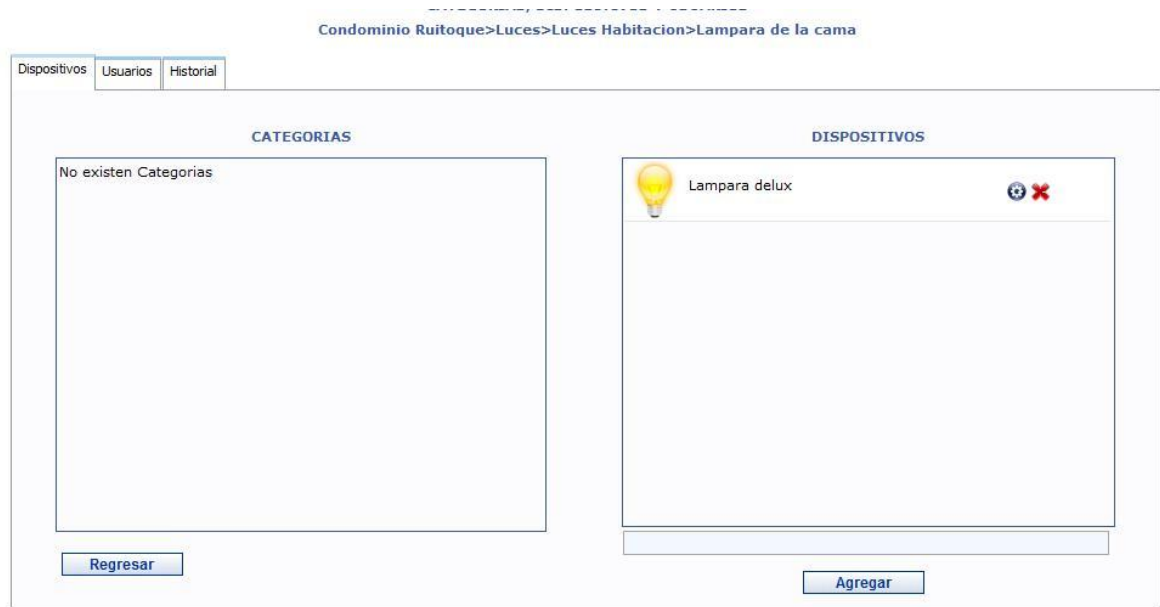 Condominio Ruitoque>Luces>Luces Habitacion>Lampara de la cama
Dispositivos Usuarios Historial
CATEGORIAS
DISPOSITIVOS
No existen Categorias
Lampara delux
Regresar
Agregar